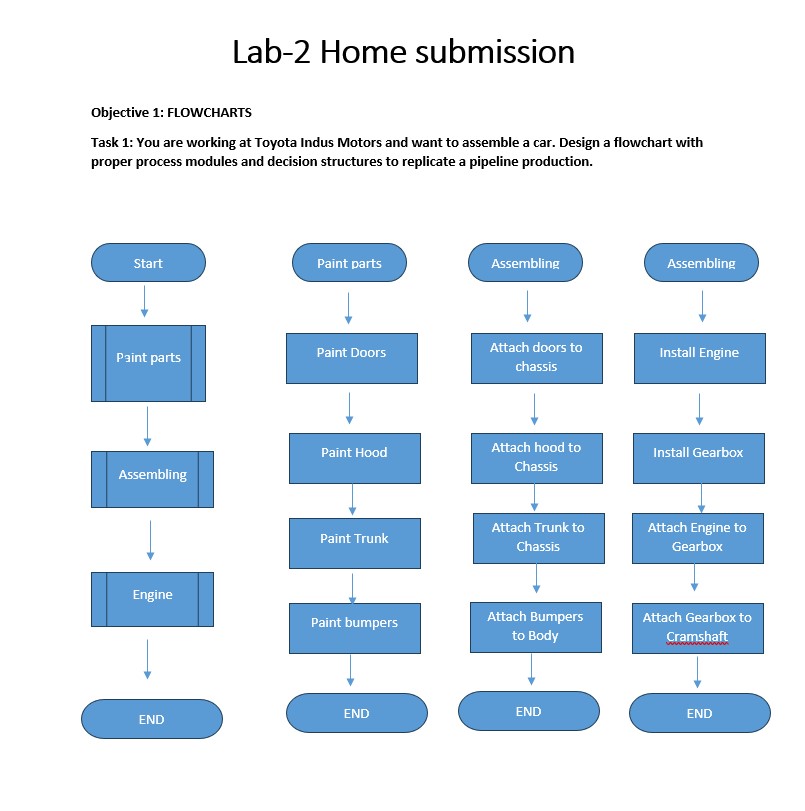 Lab-2 Home submission
Objective 1: FLOWCHARTS
Task 1: You are working at Toyota Indus Motors and want to assemble a car. Design a flowchart with
proper process modules and decision structures to replicate a pipeline production.
Start
Paint parts
Assembling
Engine
END
Paint parts
Paint Doors
Paint Hood
Paint Trunk
Paint bumpers
END
Assembling
Attach doors to
chassis
Attach hood to
Chassis
Attach Trunk to
Chassis
Attach Bumpers
to Body
END
Assembling
Install Engine
Install Gearbox
Attach Engine to
Gearbox
Attach Gearbox to
Cramshaft
END